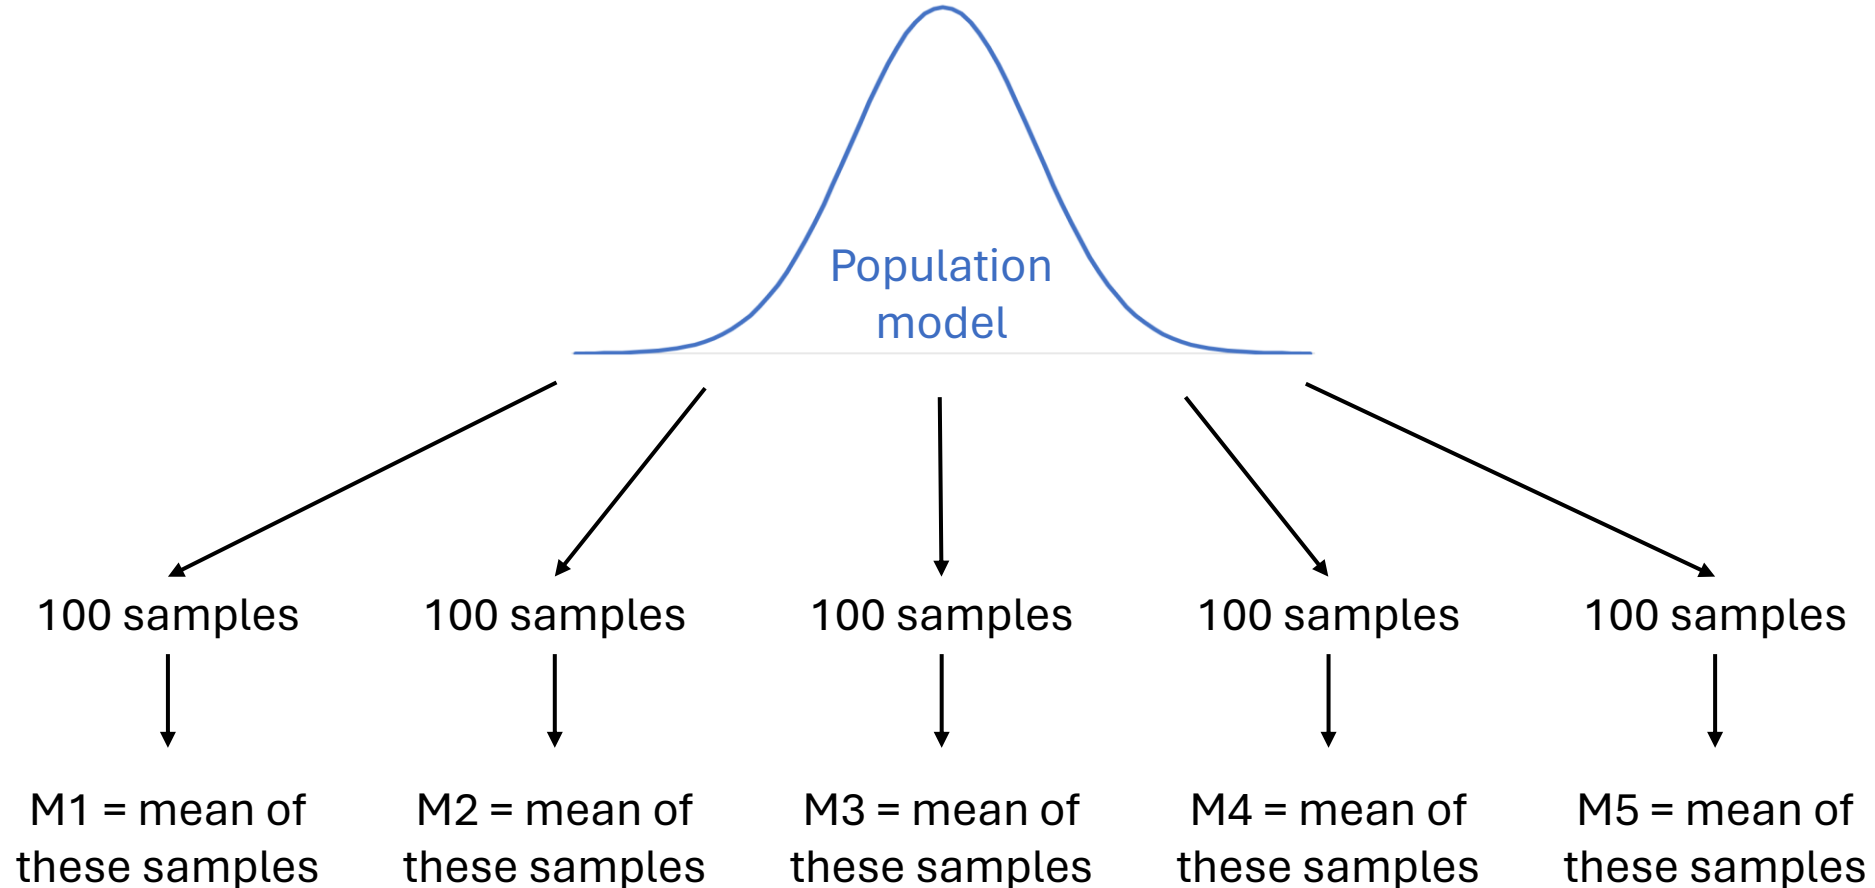 Population
model
100 samples
100 samples
100 samples
100 samples
100 samples
M1 = mean of
these samples
M2 = mean of
these samples
M3 = mean of
these samples
M4 = mean of
these samples
M5 = mean of
these samples